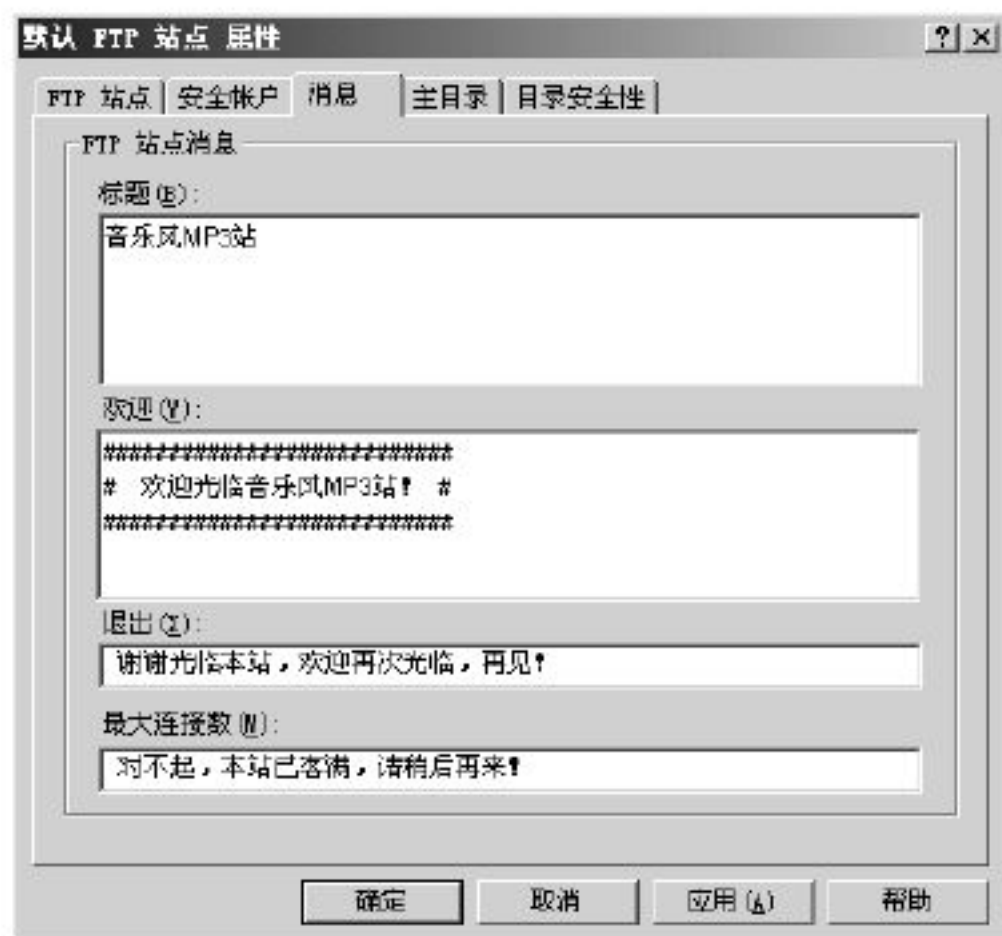 默认 FTP 站点 属性
FTP 站点 安全帐户 消息 主目录 目录安全性
FTP 站点消息
标题(B):
音乐风MP3站
欢迎(W):
###########################
# 欢迎光临音乐风MP3站! #
###########################
退出(X):
谢谢光临本站,欢迎再次光临,再见!
最大连接数(M):
对不起,本站已客满,请稍后再来!
确定 取消 应用(A) 帮助